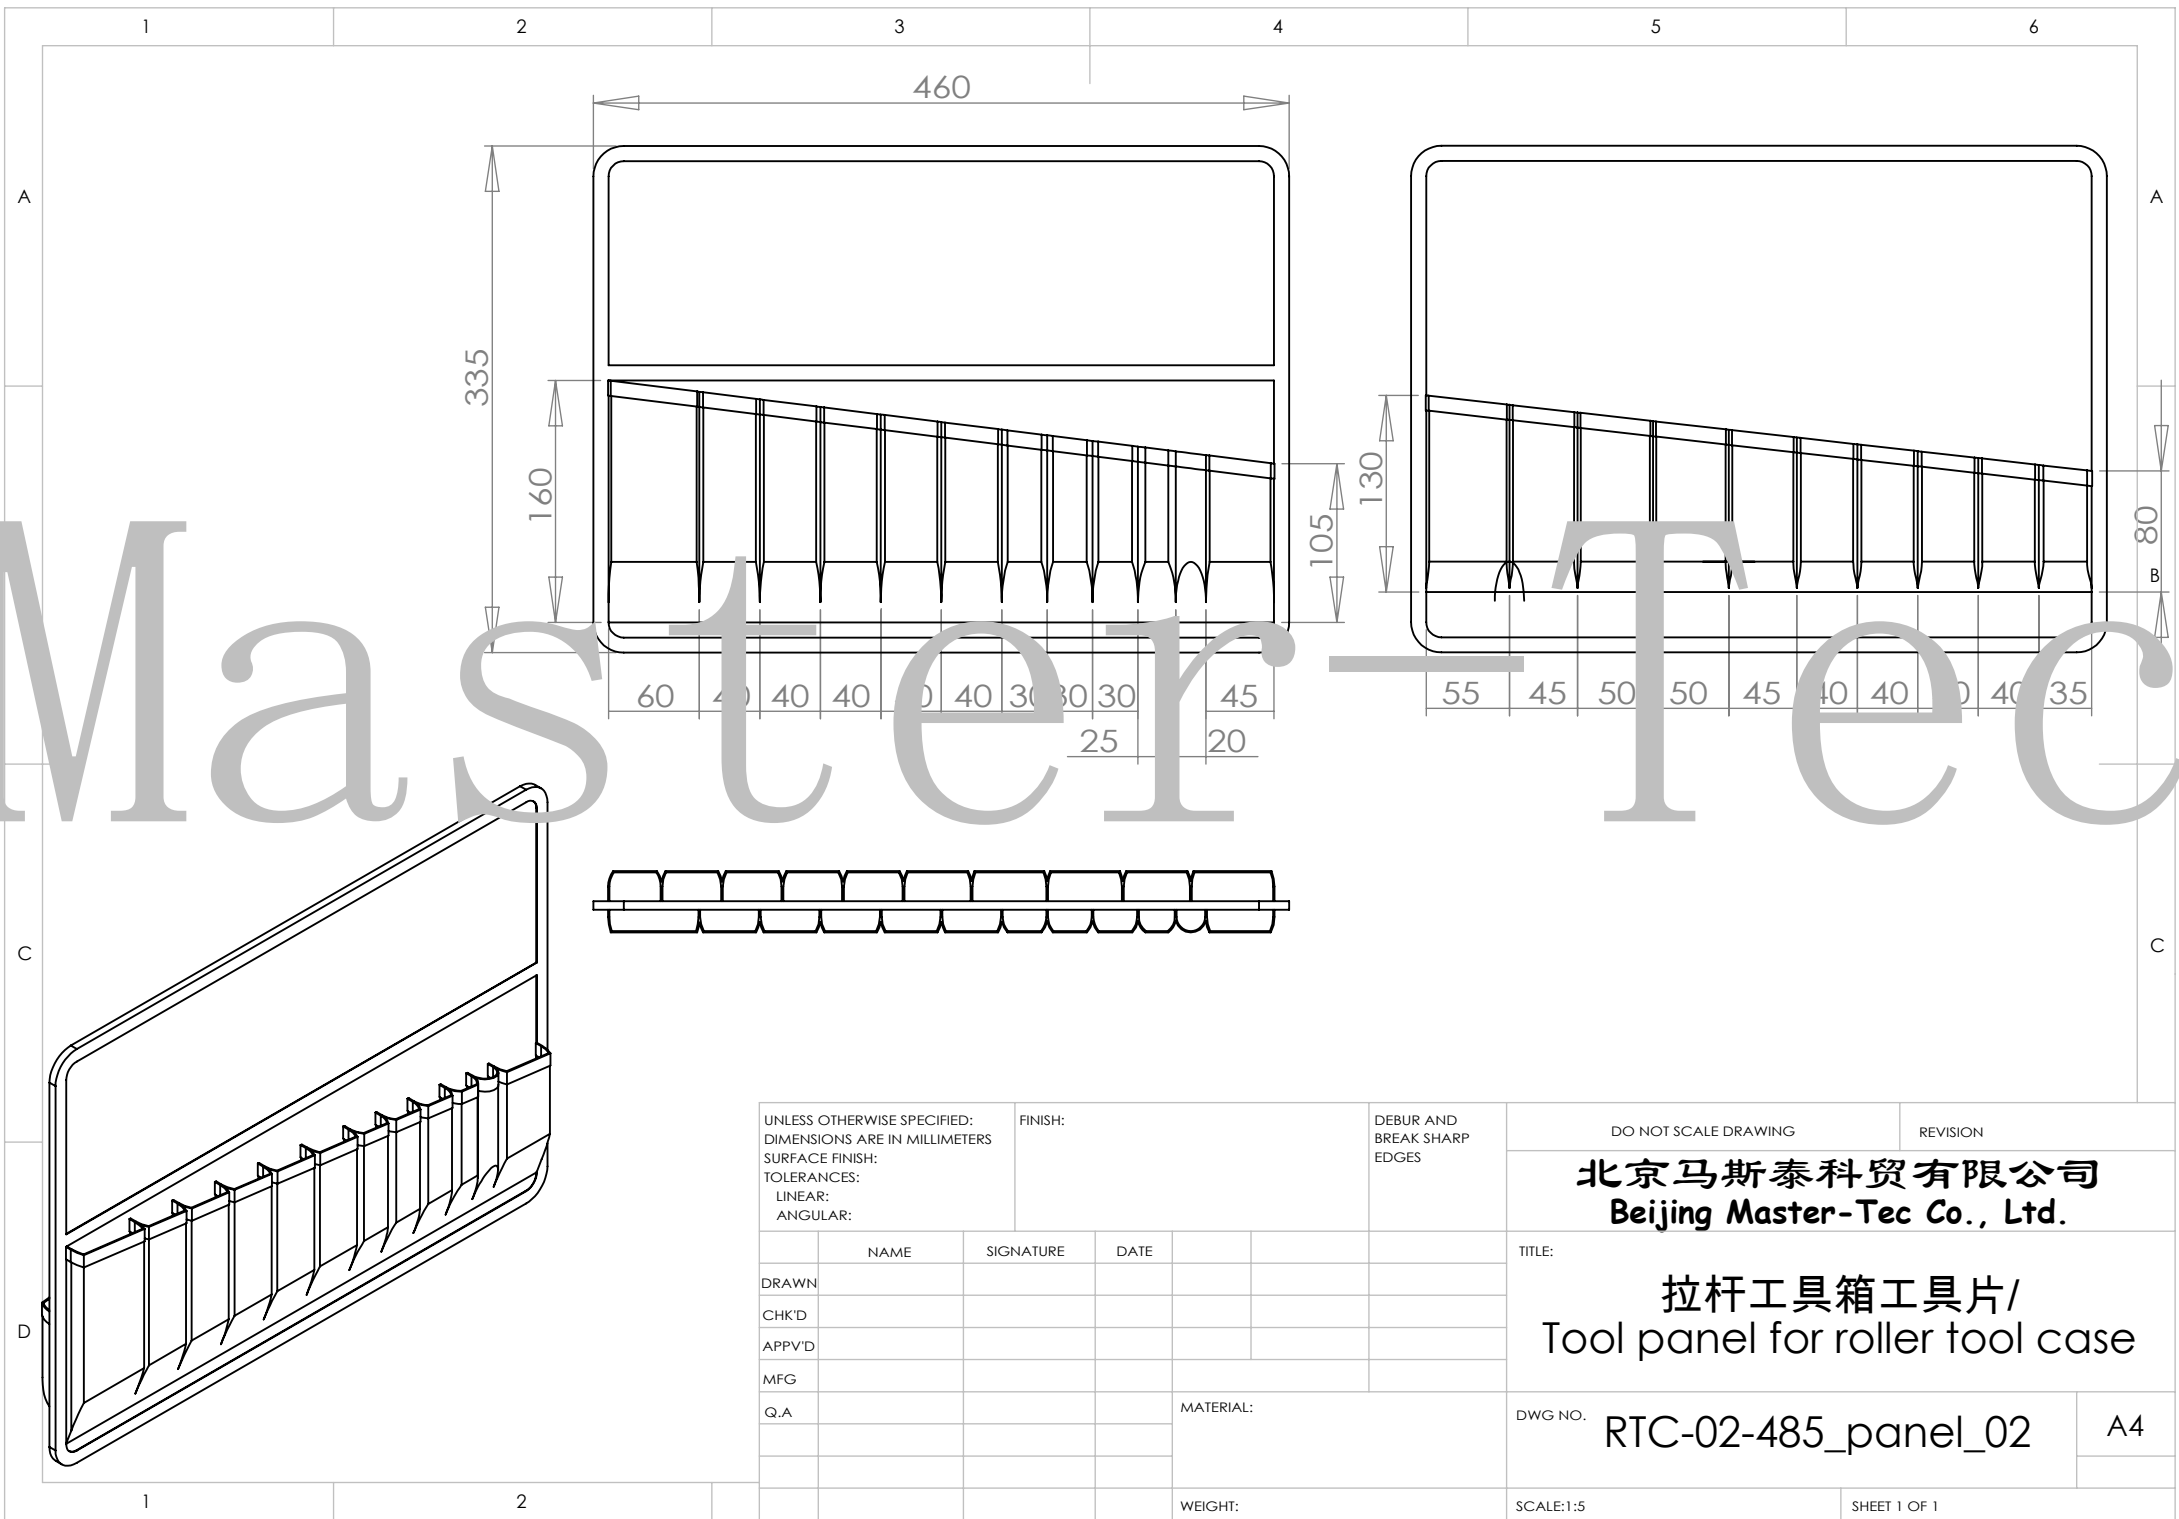 1 2 3 4 5 6
460
A A
335
160
105
130
80
B
Master-Tec
60 40 40 40 40 30 30 30 45
25 20
55 45 50 50 45 40 40 40 35
C C
D
UNLESS OTHERWISE SPECIFIED:
DIMENSIONS ARE IN MILLIMETERS
SURFACE FINISH:
TOLERANCES:
LINEAR:
ANGULAR:
FINISH:
DEBUR AND
BREAK SHARP
EDGES
DO NOT SCALE DRAWING
REVISION
北京马斯泰科贸有限公司
Beijing Master-Tec Co., Ltd.
NAME SIGNATURE DATE
DRAWN
CHK'D
APPV'D
MFG
Q.A
TITLE:
拉杆工具箱工具片/
Tool panel for roller tool case
MATERIAL:
DWG NO. RTC-02-485_panel_02
A4
WEIGHT:
SCALE:1:5
SHEET 1 OF 1
1 2